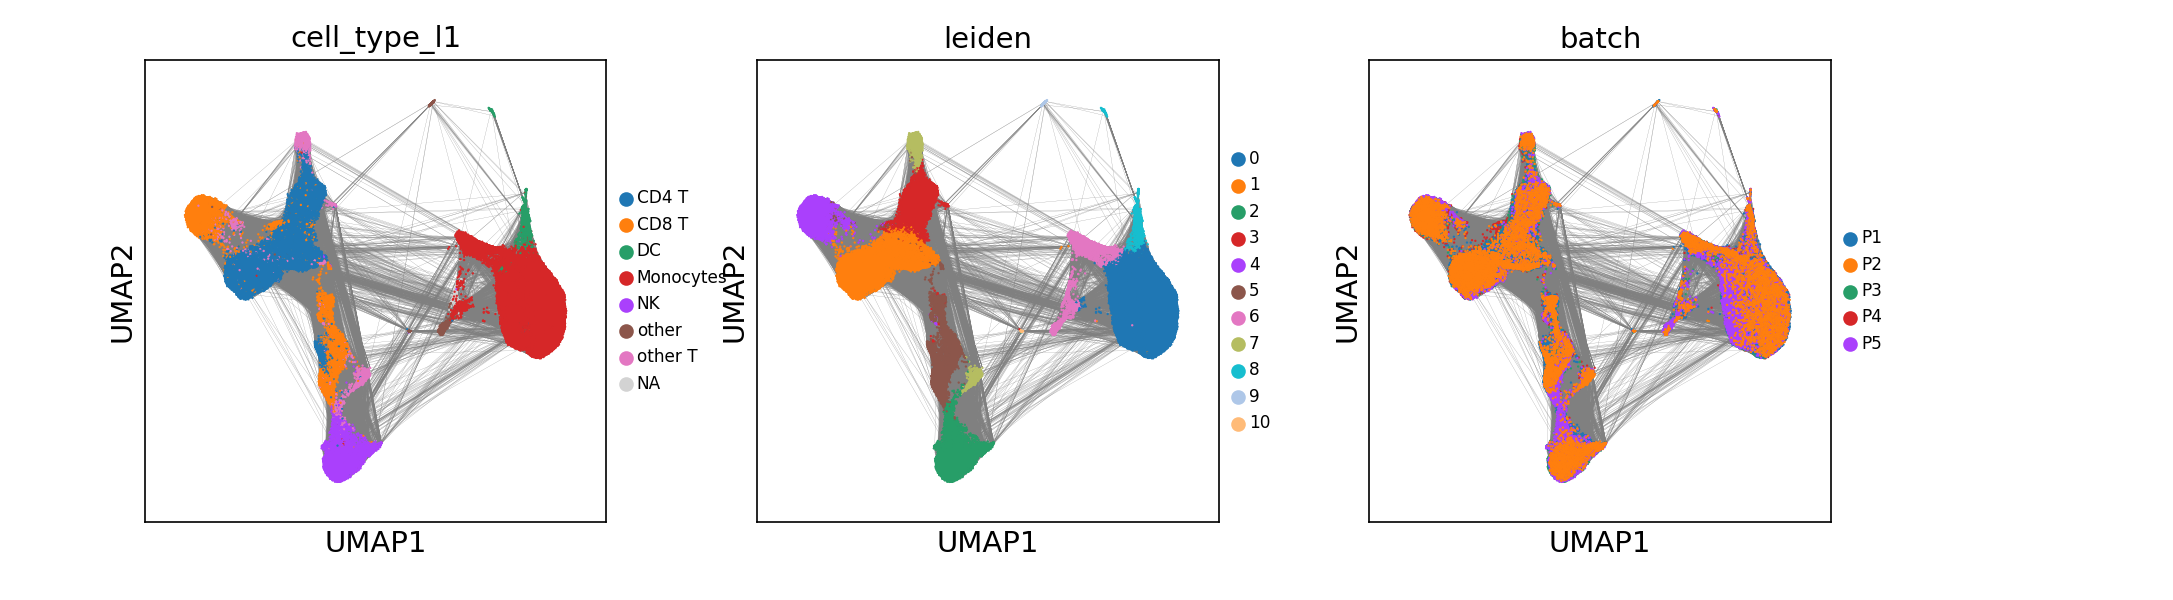 cell_type_l1
UMAP2
UMAP1
CD4 T
CD8 T
DC
Monocytes
NK
other
other T
NA
leiden
UMAP2
UMAP1
0
1
2
3
4
5
6
7
8
9
10
batch
UMAP2
UMAP1
P1
P2
P3
P4
P5